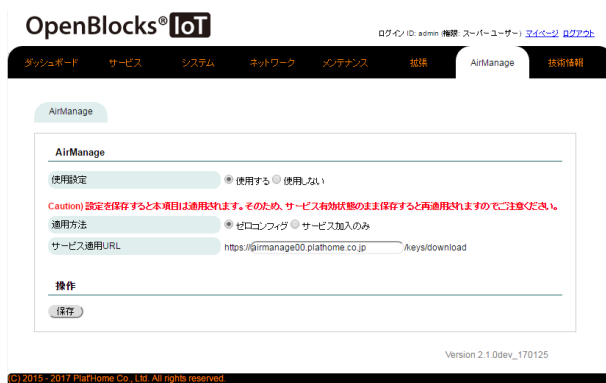 OpenBlocks® IoT
ログイン ID: admin (権限: スーパーユーザー) マイページ ログアウト
ダッシュボード サービス システム ネットワーク メンテナンス 拡張 AirManage 技術情報
AirManage
AirManage
使用設定 使用する 使用しない
Caution) 設定を保存すると本項目は適用されます。そのため、サービス有効状態のまま保存すると再適用されますのでご注意ください。
適用方法 ゼロコンフィグ サービス加入のみ
サービス適用URL https://airmanage00.plathome.co.jp /keys/download
操作
保存
Version 2.1.0dev_170125
(C) 2015 - 2017 Plat'Home Co., Ltd. All rights reserved.